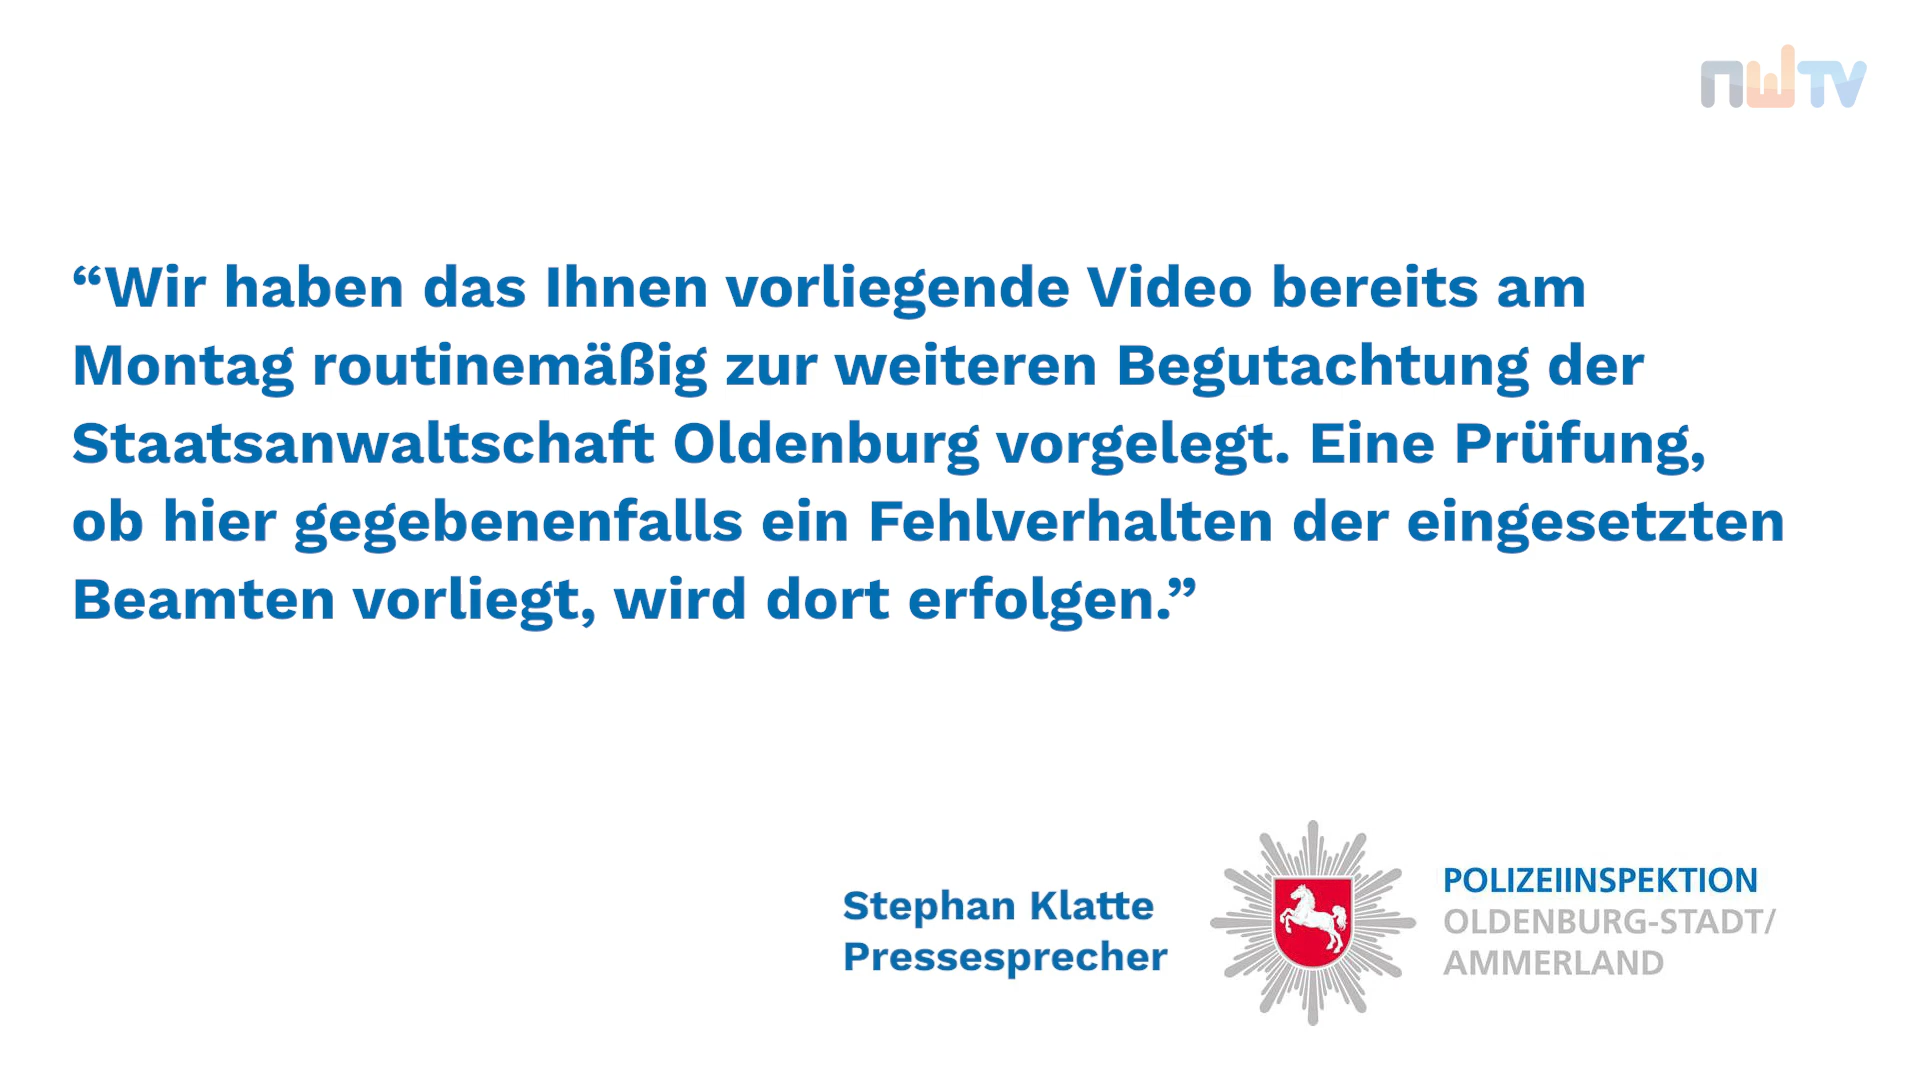 nwTV
“Wir haben das Ihnen vorliegende Video bereits am
Montag routinemäßig zur weiteren Begutachtung der
Staatsanwaltschaft Oldenburg vorgelegt. Eine Prüfung,
ob hier gegebenenfalls ein Fehlverhalten der eingesetzten
Beamten vorliegt, wird dort erfolgen.”
Stephan Klatte
Pressesprecher
POLIZEIINSPEKTION
OLDENBURG-STADT/
AMMERLAND